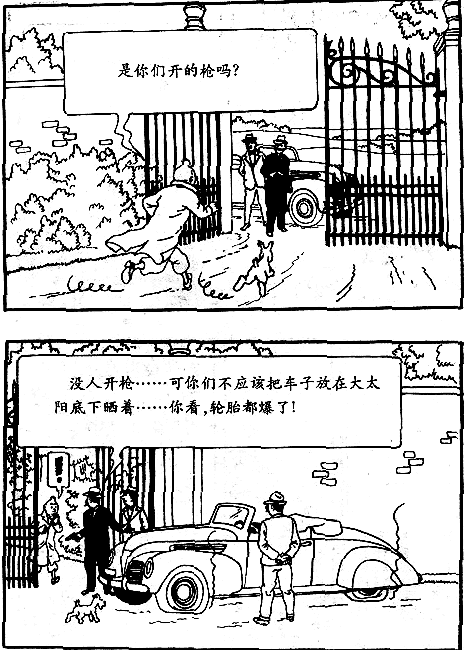 是你们开的枪吗?
没人开枪……可你们不应该把车子放在大太
阳底下晒着……你看,轮胎都爆了!